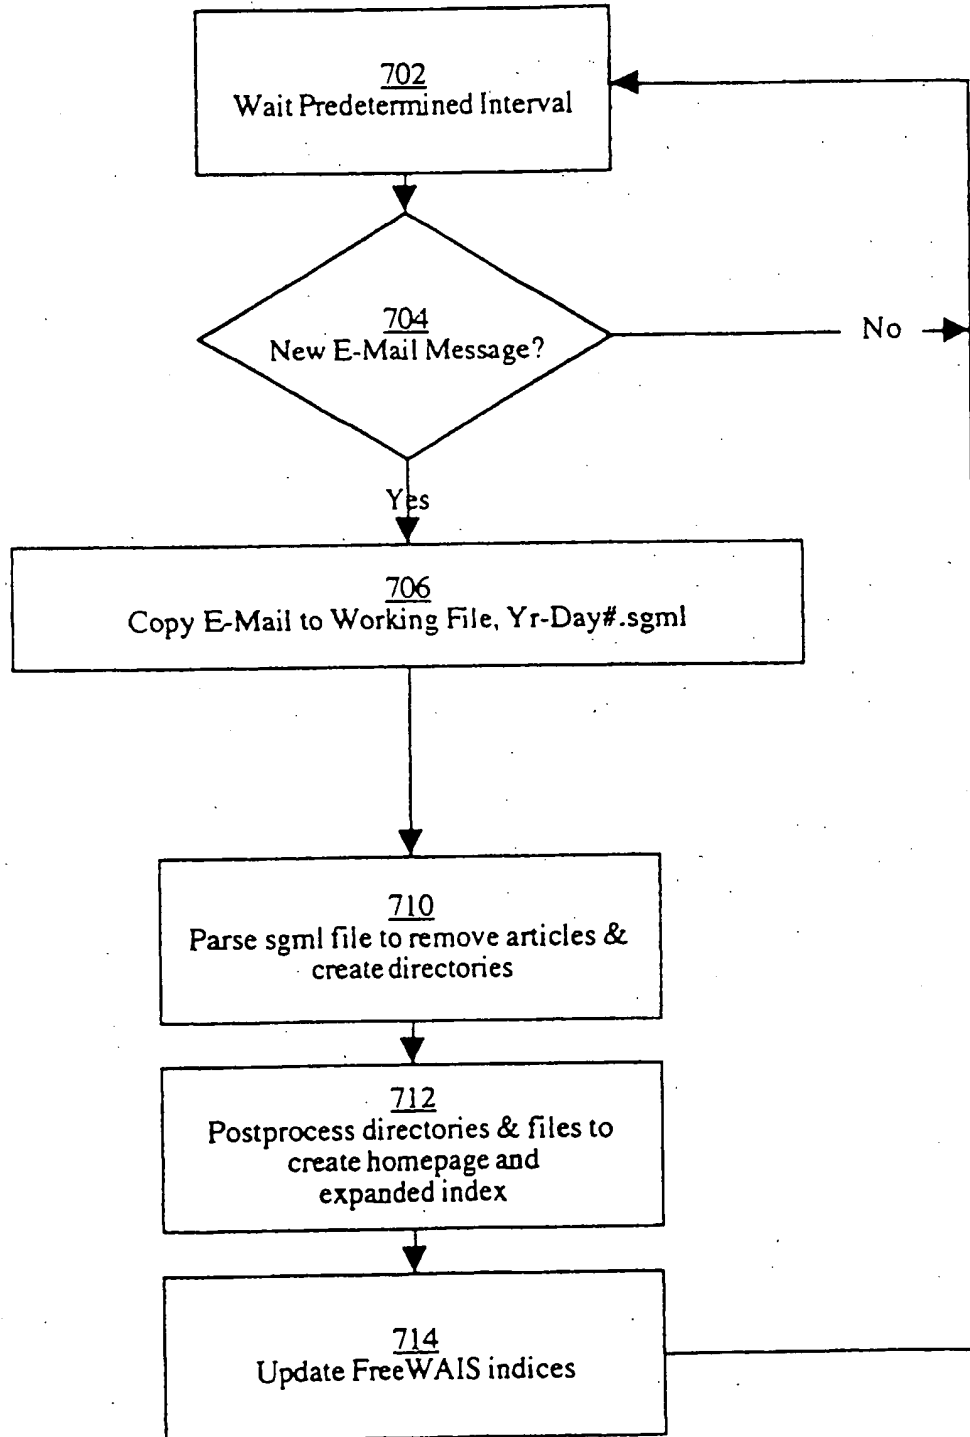 702
Wait Predetermined Interval
704
New E-Mail Message?
No
Yes
706
Copy E-Mail to Working File, Yr-Day#.sgml
710
Parse sgml file to remove articles &
create directories
712
Postprocess directories & files to
create homepage and
expanded index
714
Update FreeWAIS indices